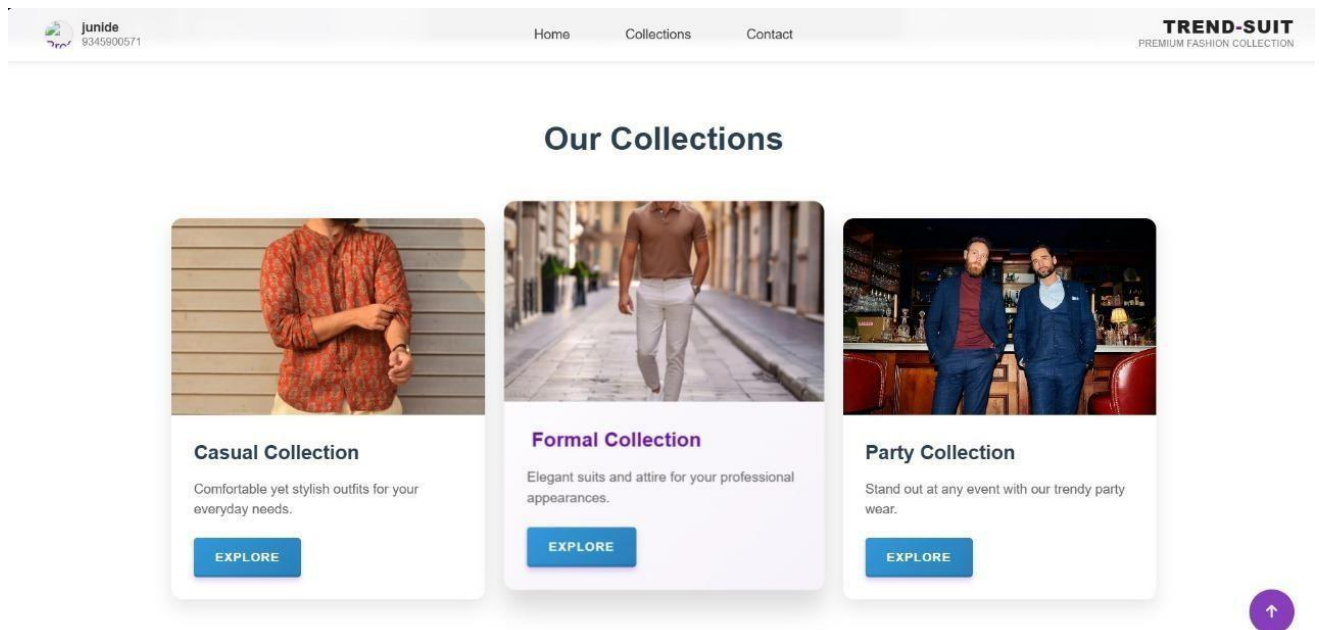 junide
9345900571
Home Collections Contact
TREND-SUIT
PREMIUM FASHION COLLECTION
Our Collections
Casual Collection
Comfortable yet stylish outfits for your
everyday needs.
EXPLORE
Formal Collection
Elegant suits and attire for your professional
appearances.
EXPLORE
Party Collection
Stand out at any event with our trendy party
wear.
EXPLORE